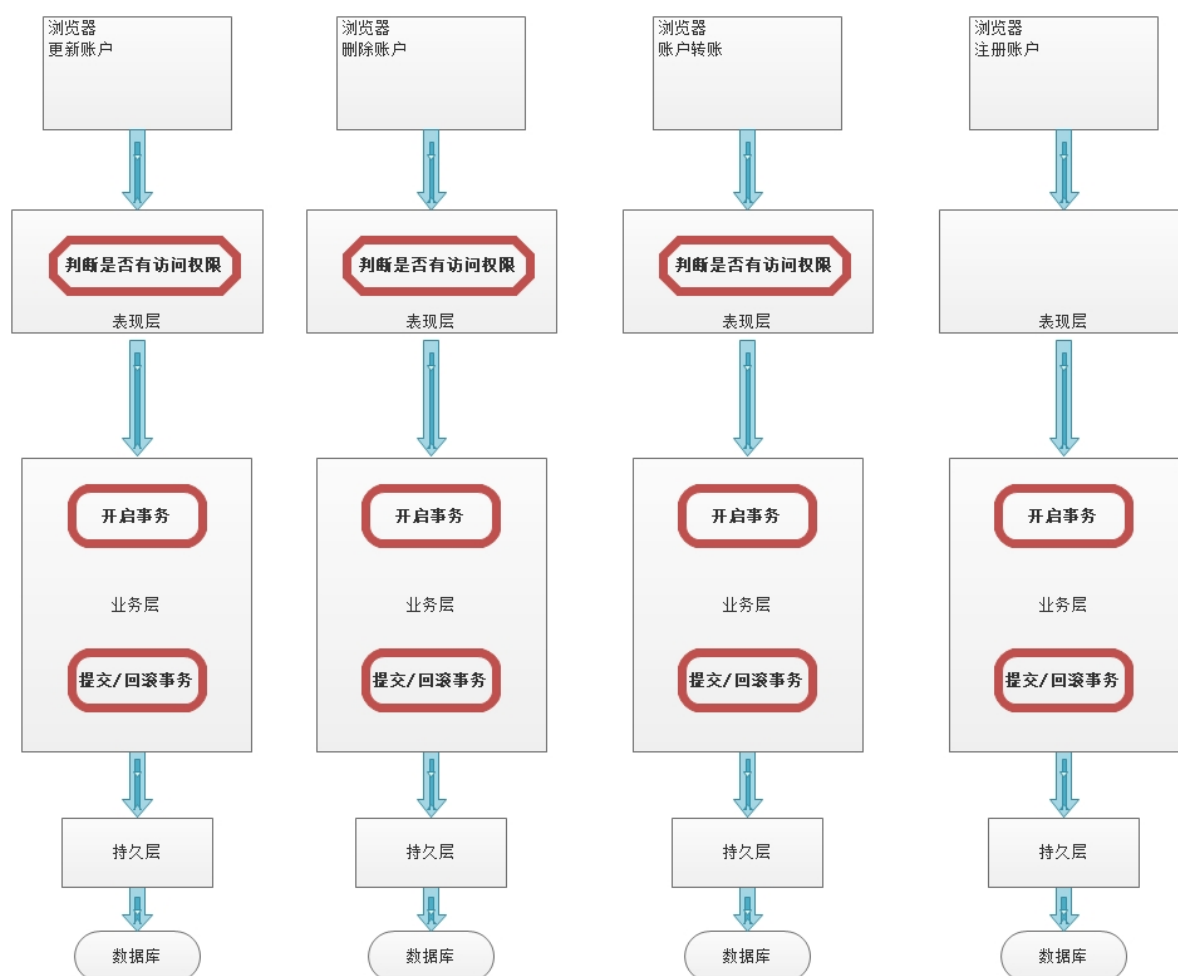 浏览器
更新账户
浏览器
删除账户
浏览器
账户转账
浏览器
注册账户
判断是否有访问权限
判断是否有访问权限
判断是否有访问权限
表现层
表现层
表现层
表现层
开启事务
开启事务
开启事务
开启事务
业务层
业务层
业务层
业务层
提交/回滚事务
提交/回滚事务
提交/回滚事务
提交/回滚事务
持久层
持久层
持久层
持久层
数据库
数据库
数据库
数据库